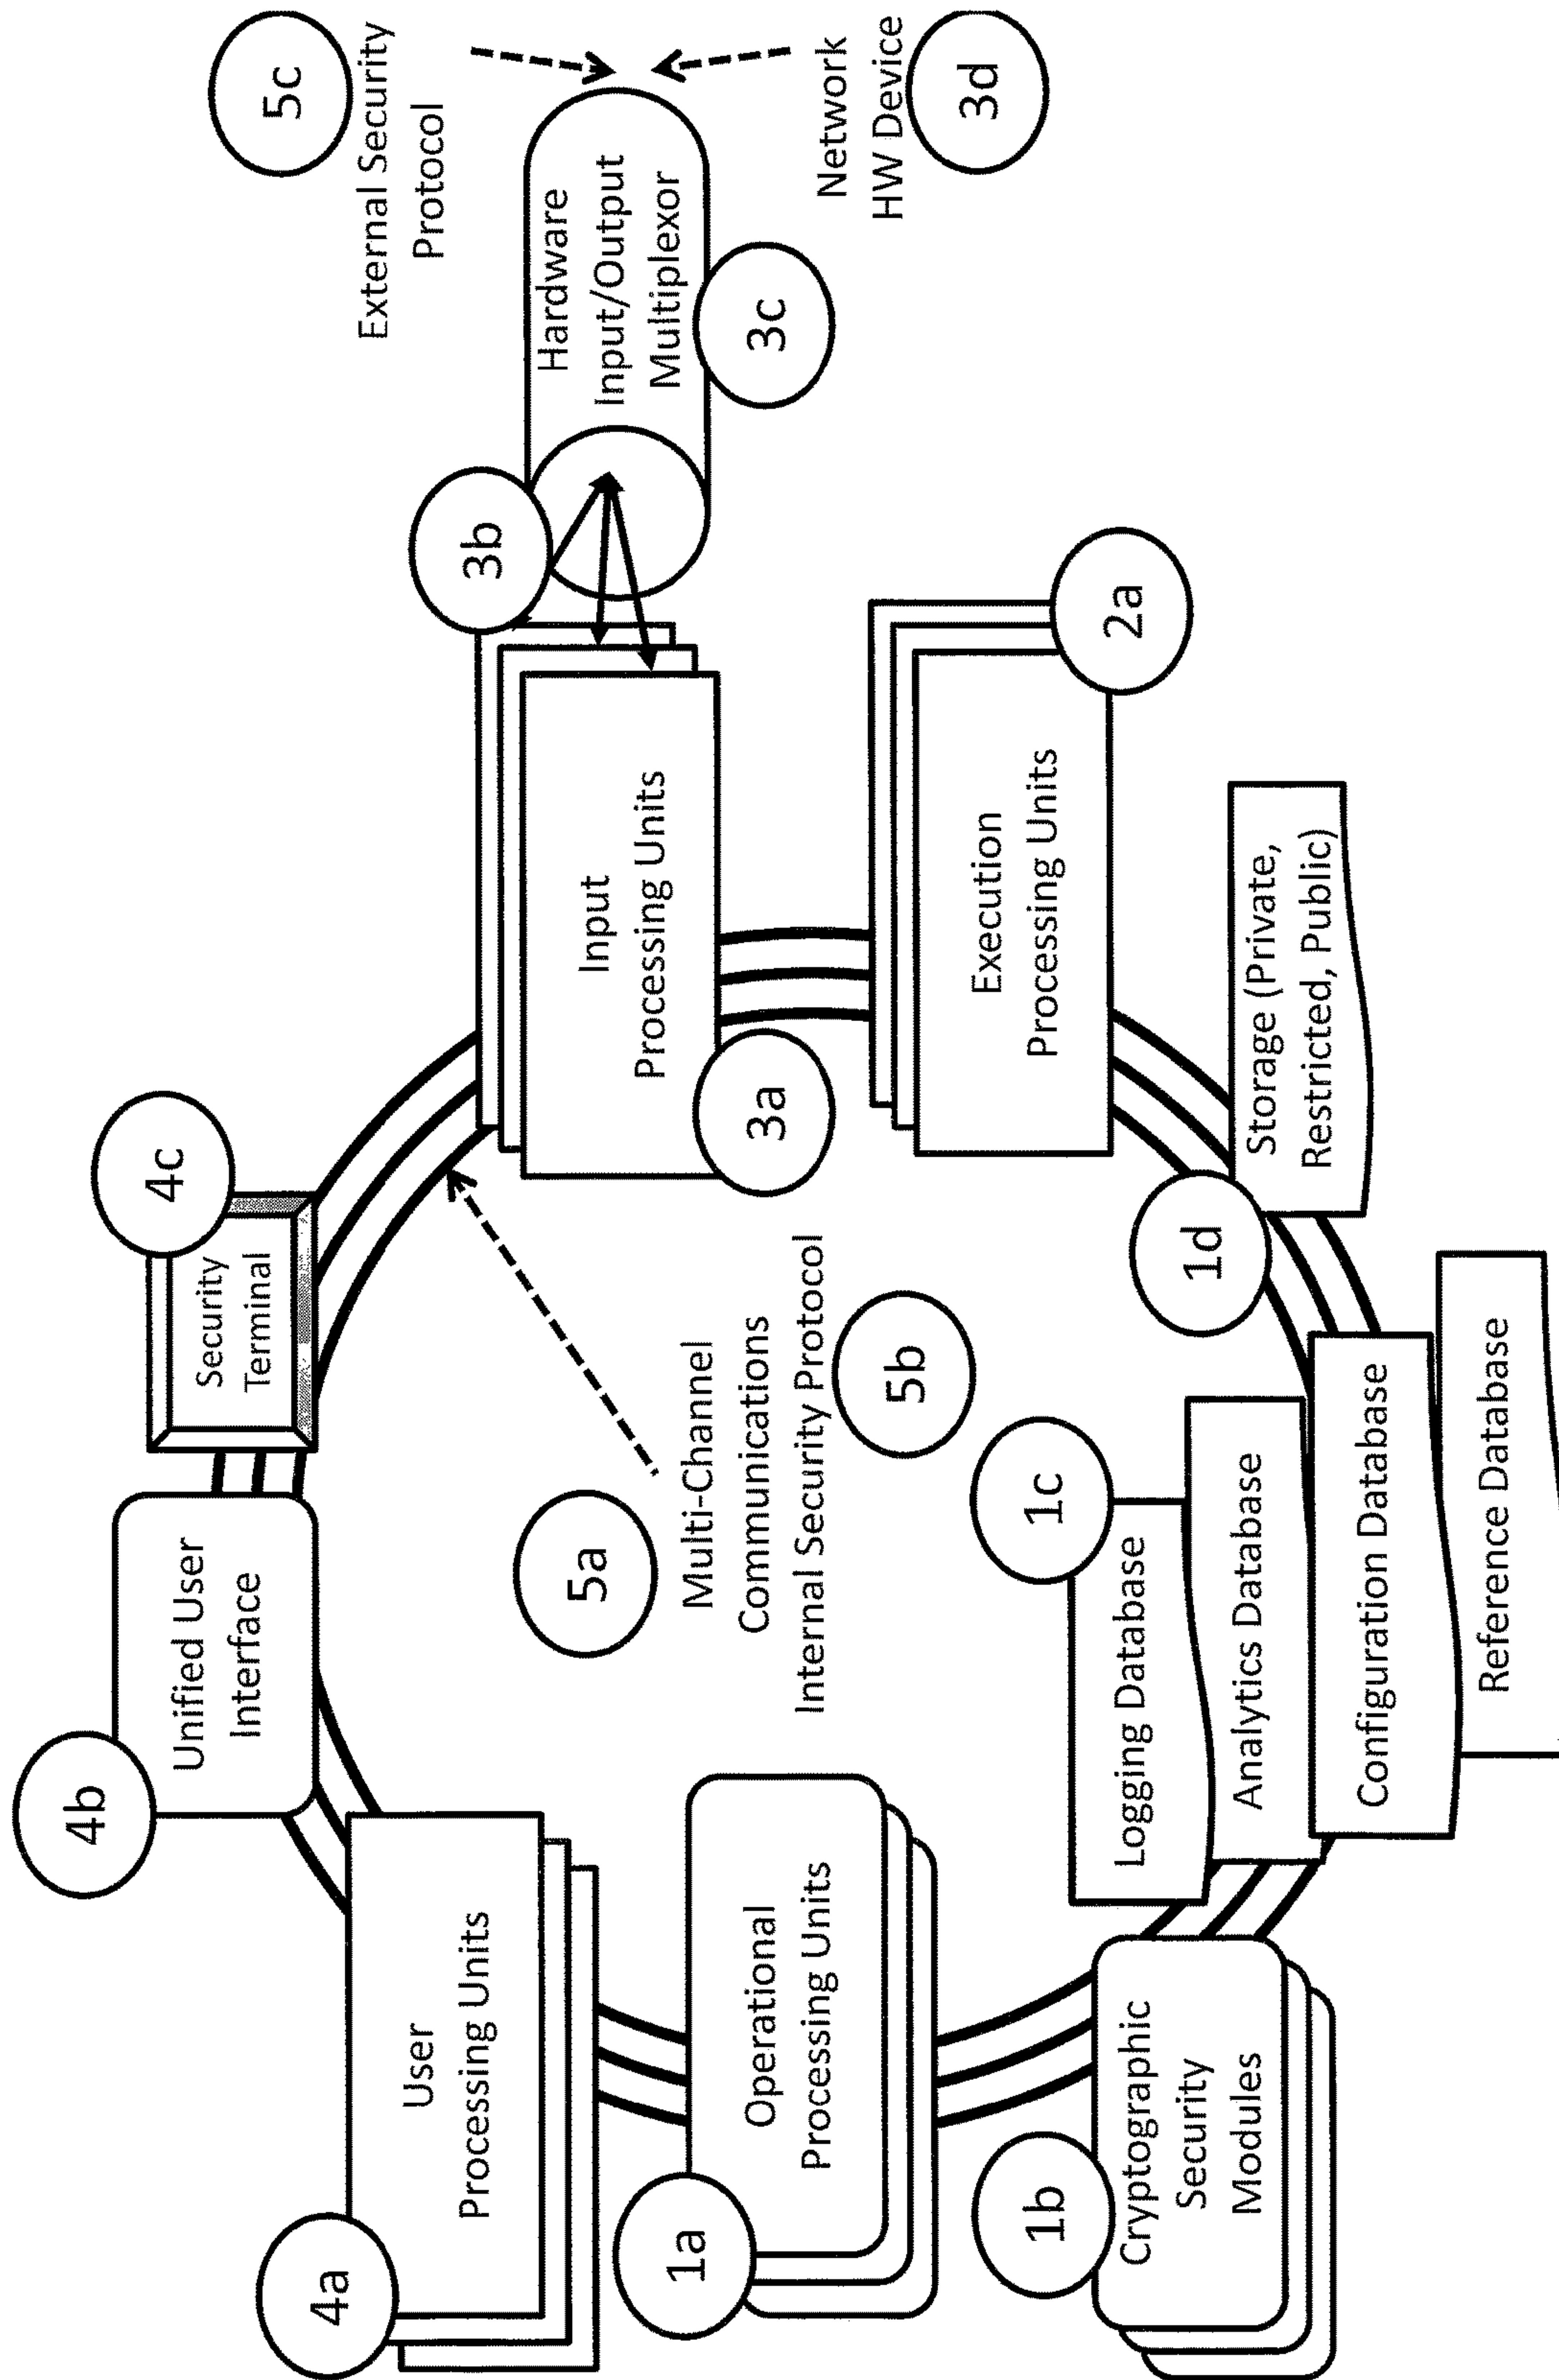 4b
Unified User
Interface
4c
Security
Terminal
5c
External Security
Protocol
4a
User
Processing Units
5a
Multi-Channel
Communications
Internal Security Protocol
5b
3b
Input
Processing Units
3a
Hardware
Input/Output
Multiplexor
3c
Network
HW Device
3d
1a
Operational
Processing Units
Execution
Processing Units
2a
1b
Cryptographic
Security
Modules
1c
Logging Database
Analytics Database
Configuration Database
Reference Database
1d
Storage (Private,
Restricted, Public)